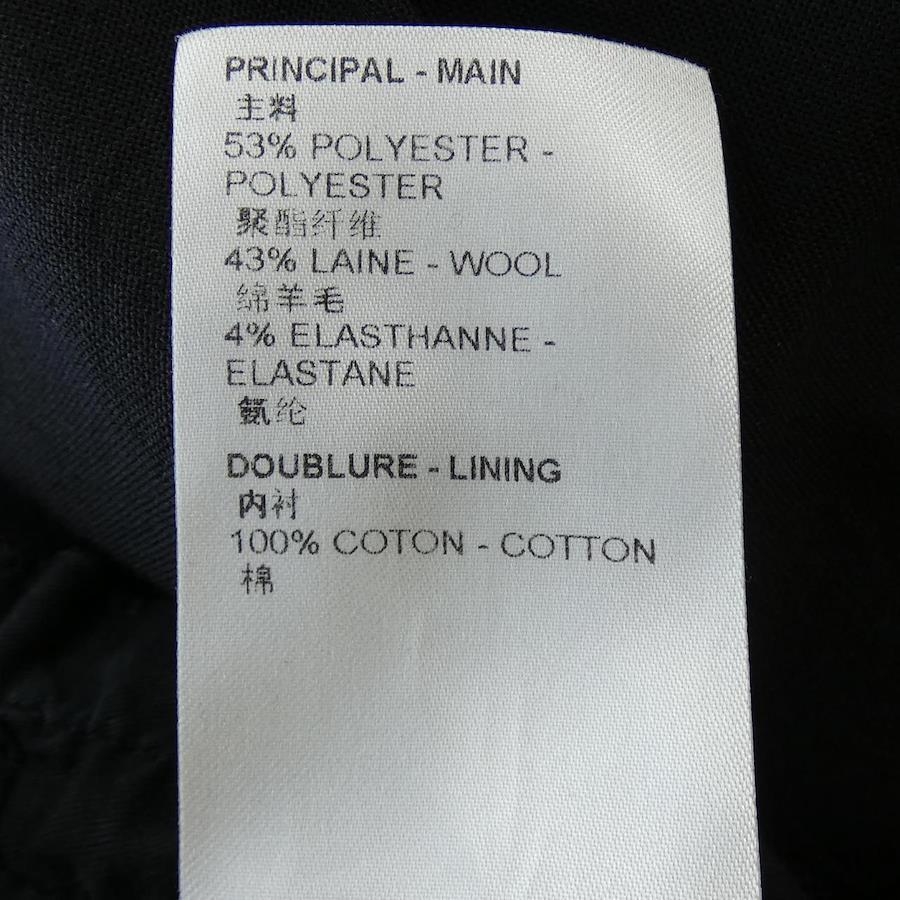 PRINCIPAL - MAIN
主料
53% POLYESTER -
POLYESTER
聚酯纤维
43% LAINE - WOOL
绵羊毛
4% ELASTHANNE -
ELASTANE
氨纶
DOUBLURE - LINING
内衬
100% COTON - COTTON
棉